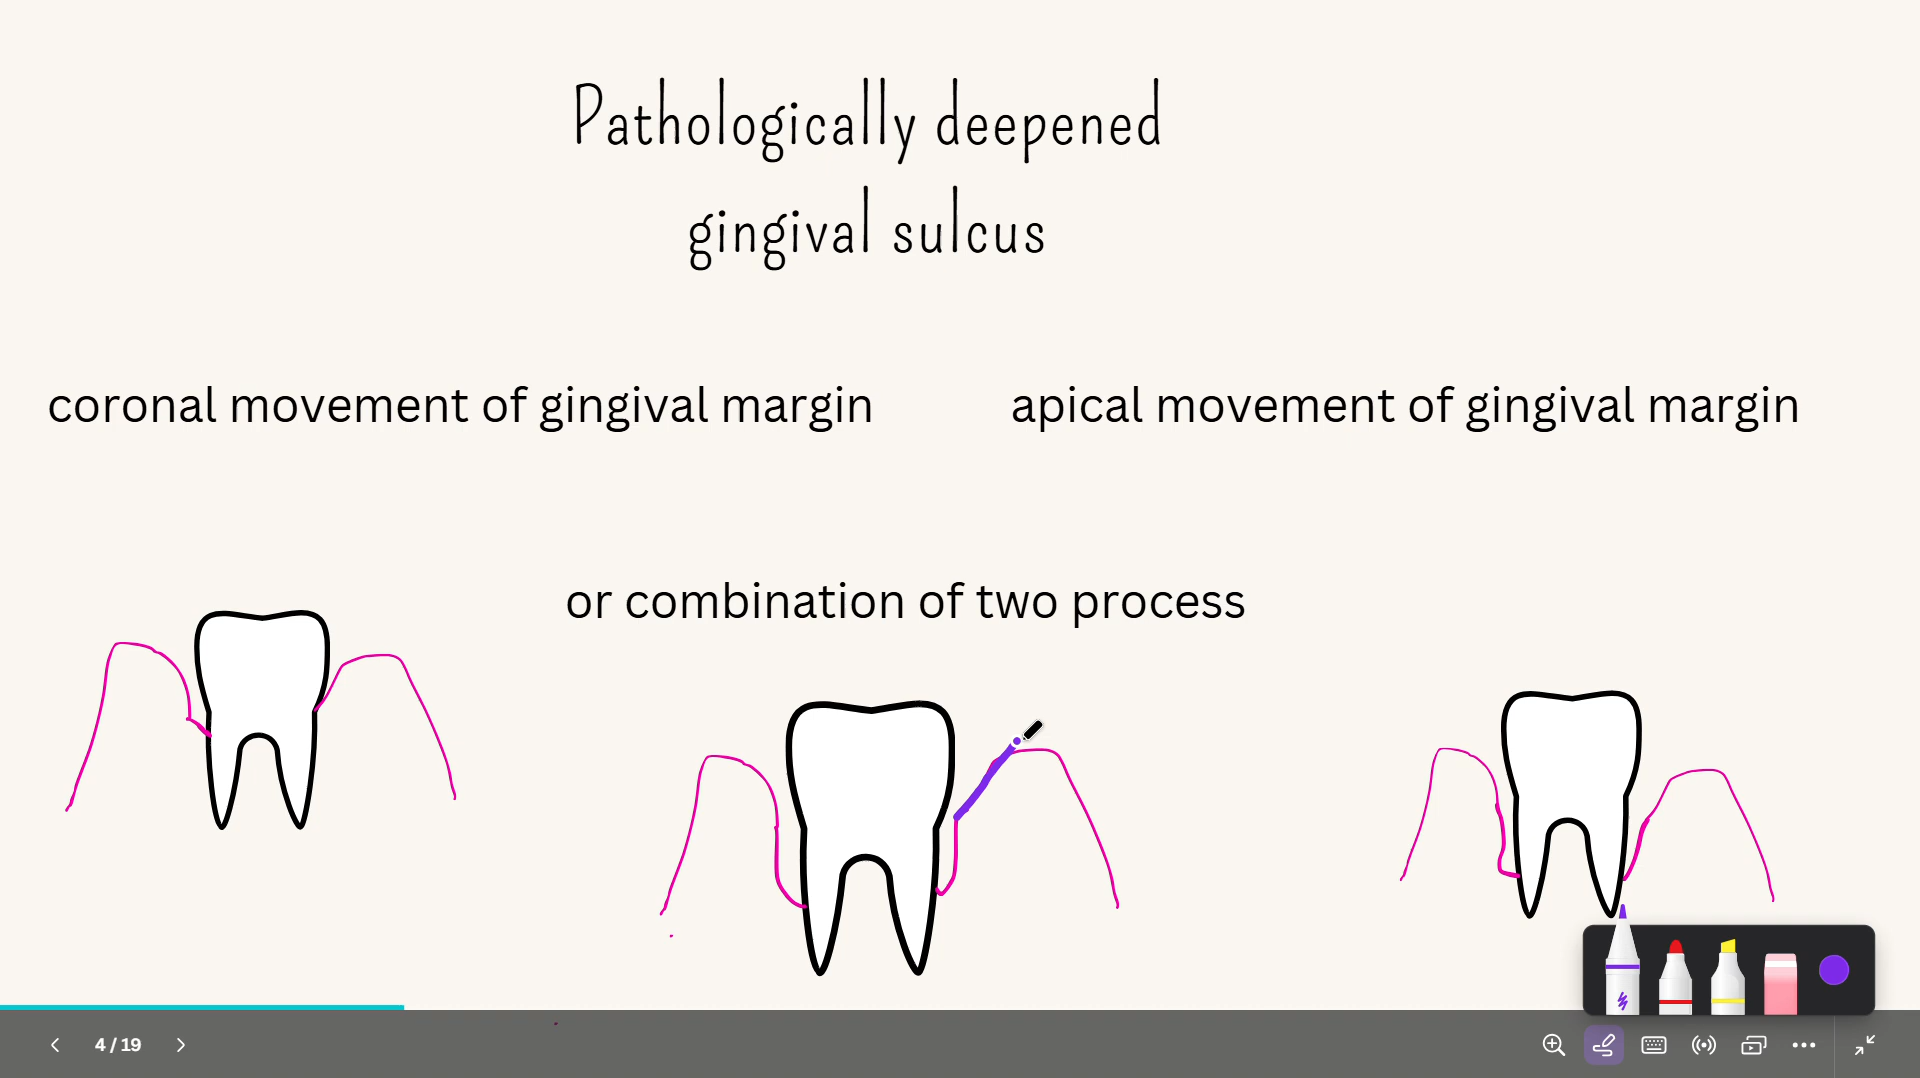 Pathologically deepened
gingival sulcus
coronal movement of gingival margin
apical movement of gingival margin
or combination of two process
4 / 19